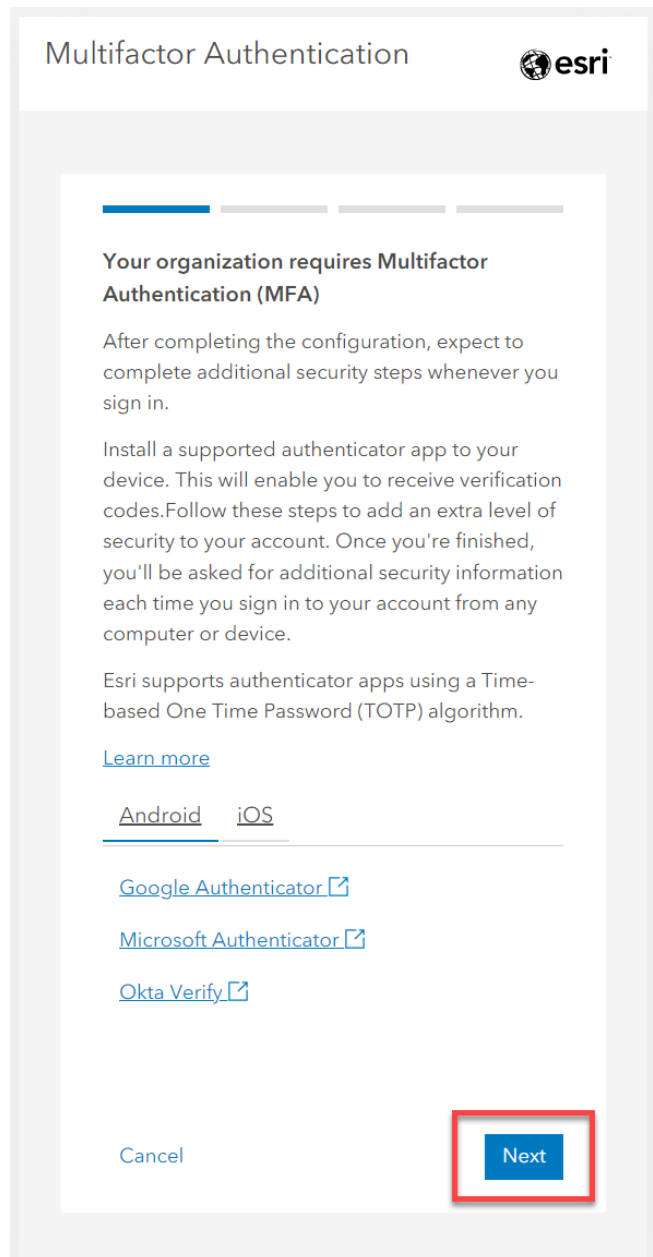 Multifactor Authentication
esri
Your organization requires Multifactor
Authentication (MFA)
After completing the configuration, expect to
complete additional security steps whenever you
sign in.
Install a supported authenticator app to your
device. This will enable you to receive verification
codes.Follow these steps to add an extra level of
security to your account. Once you're finished,
you'll be asked for additional security information
each time you sign in to your account from any
computer or device.
Esri supports authenticator apps using a Time-
based One Time Password (TOTP) algorithm.
Learn more
Android iOS
Google Authenticator
Microsoft Authenticator
Okta Verify
Cancel Next